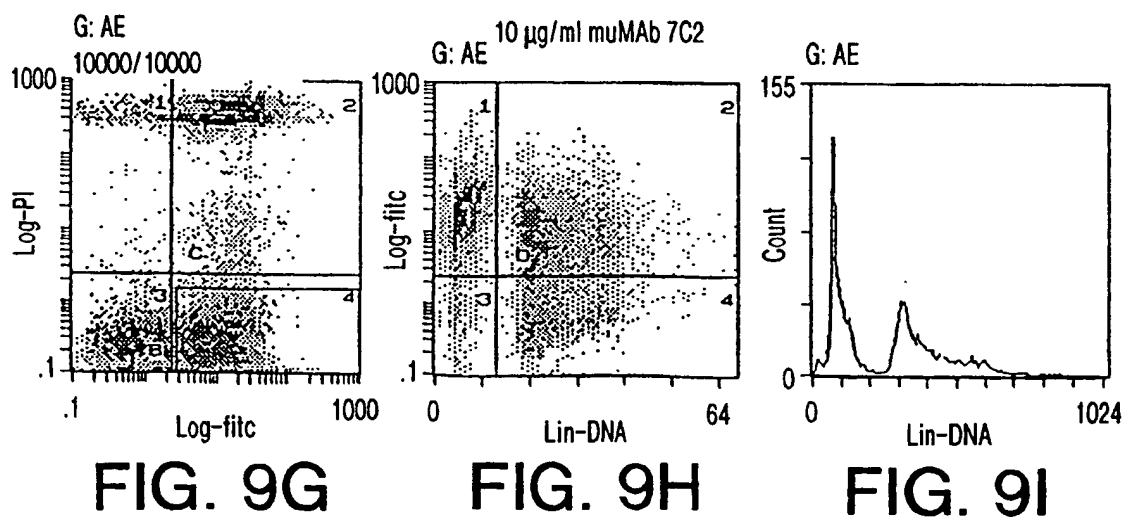 10 µg/ml muMAb 7C2
G: AE
10000/10000
1000
Log-PI
.1
1
2
C
3
4
B
.1
1000
Log-fitc
FIG. 9G
G: AE
1000
Log-fitc
.1
1
2
D
3
4
0
64
Lin-DNA
FIG. 9H
G: AE
155
Count
0
0
1024
Lin-DNA
FIG. 9I